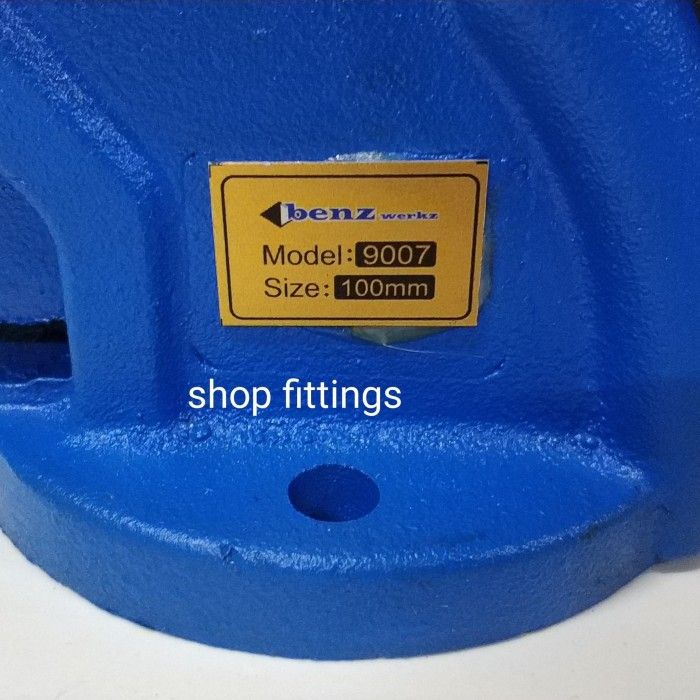 benz werkz
Model: 9007
Size: 100mm
shop fittings